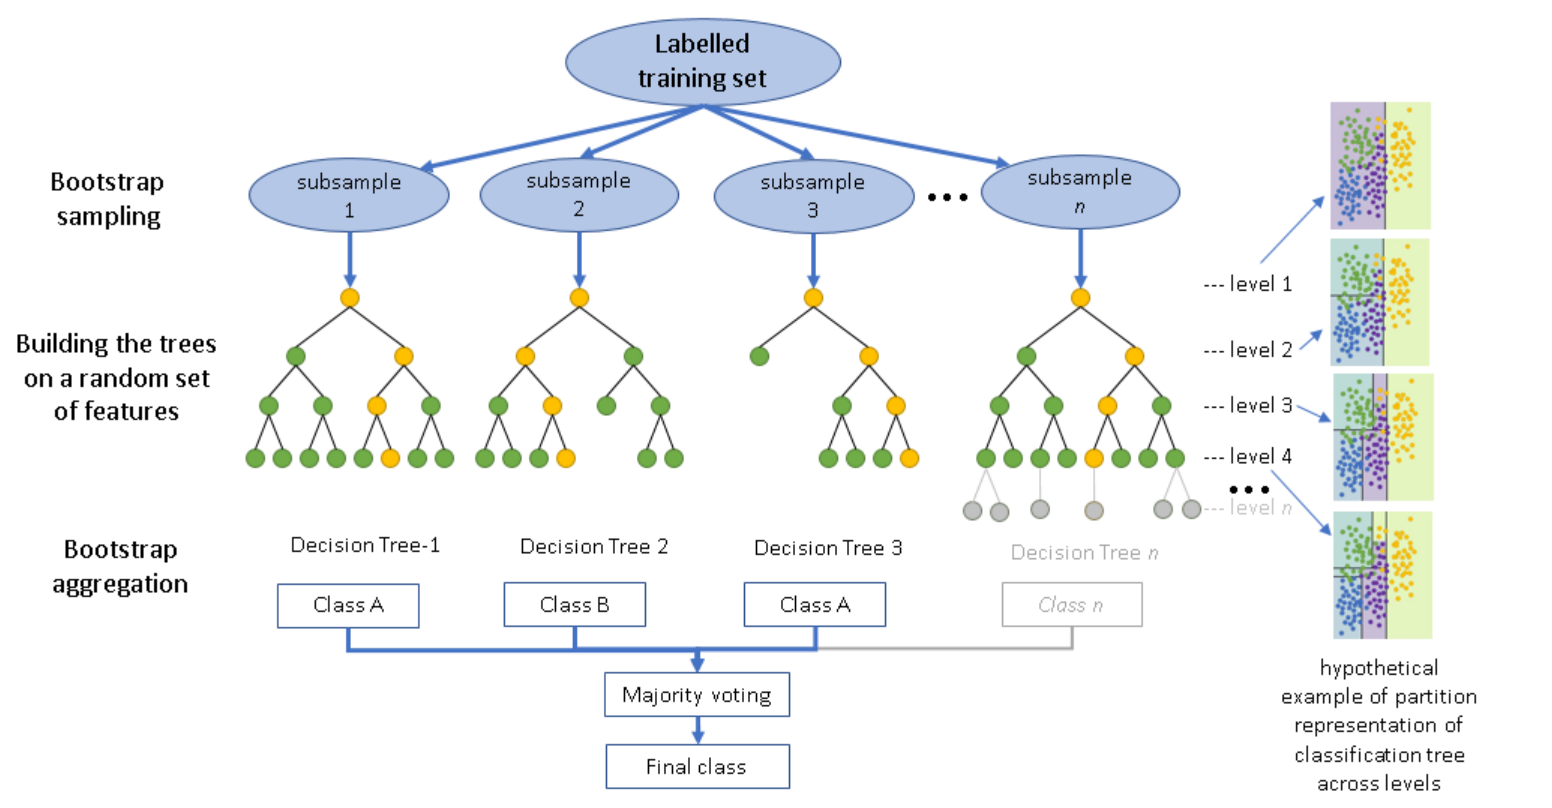 Labelled
training set
Bootstrap
sampling
subsample
1
subsample
2
subsample
3
•••
subsample
n
Building the trees
on a random set
of features
--- level 1
--- level 2
--- level 3
--- level 4
•••
--- level n
Bootstrap
aggregation
Decision Tree-1
Decision Tree 2
Decision Tree 3
Decision Tree n
Class A
Class B
Class A
Class n
Majority voting
Final class
hypothetical
example of partition
representation of
classification tree
across levels